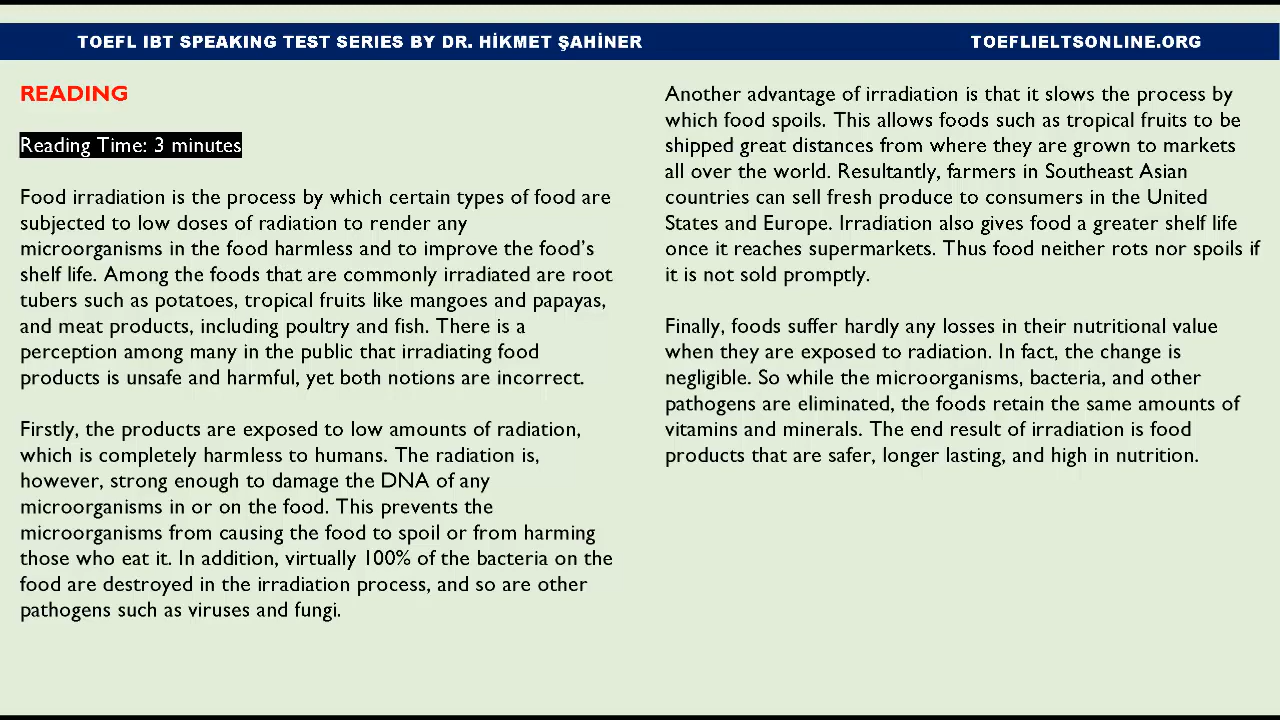 TOEFL IBT SPEAKING TEST SERIES BY DR. HİKMET ŞAHİNER
TOEFLIELTSONLINE.ORG
READING
Reading Time: 3 minutes
Food irradiation is the process by which certain types of food are
subjected to low doses of radiation to render any
microorganisms in the food harmless and to improve the food's
shelf life. Among the foods that are commonly irradiated are root
tubers such as potatoes, tropical fruits like mangoes and papayas,
and meat products, including poultry and fish. There is a
perception among many in the public that irradiating food
products is unsafe and harmful, yet both notions are incorrect.
Firstly, the products are exposed to low amounts of radiation,
which is completely harmless to humans. The radiation is,
however, strong enough to damage the DNA of any
microorganisms in or on the food. This prevents the
microorganisms from causing the food to spoil or from harming
those who eat it. In addition, virtually 100% of the bacteria on the
food are destroyed in the irradiation process, and so are other
pathogens such as viruses and fungi.
Another advantage of irradiation is that it slows the process by
which food spoils. This allows foods such as tropical fruits to be
shipped great distances from where they are grown to markets
all over the world. Resultantly, farmers in Southeast Asian
countries can sell fresh produce to consumers in the United
States and Europe. Irradiation also gives food a greater shelf life
once it reaches supermarkets. Thus food neither rots nor spoils if
it is not sold promptly.
Finally, foods suffer hardly any losses in their nutritional value
when they are exposed to radiation. In fact, the change is
negligible. So while the microorganisms, bacteria, and other
pathogens are eliminated, the foods retain the same amounts of
vitamins and minerals. The end result of irradiation is food
products that are safer, longer lasting, and high in nutrition.